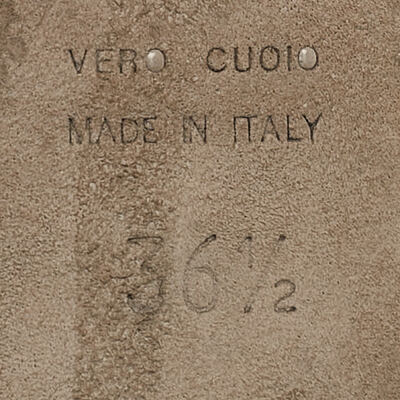 VERO CUOIO
MADE IN ITALY
36½